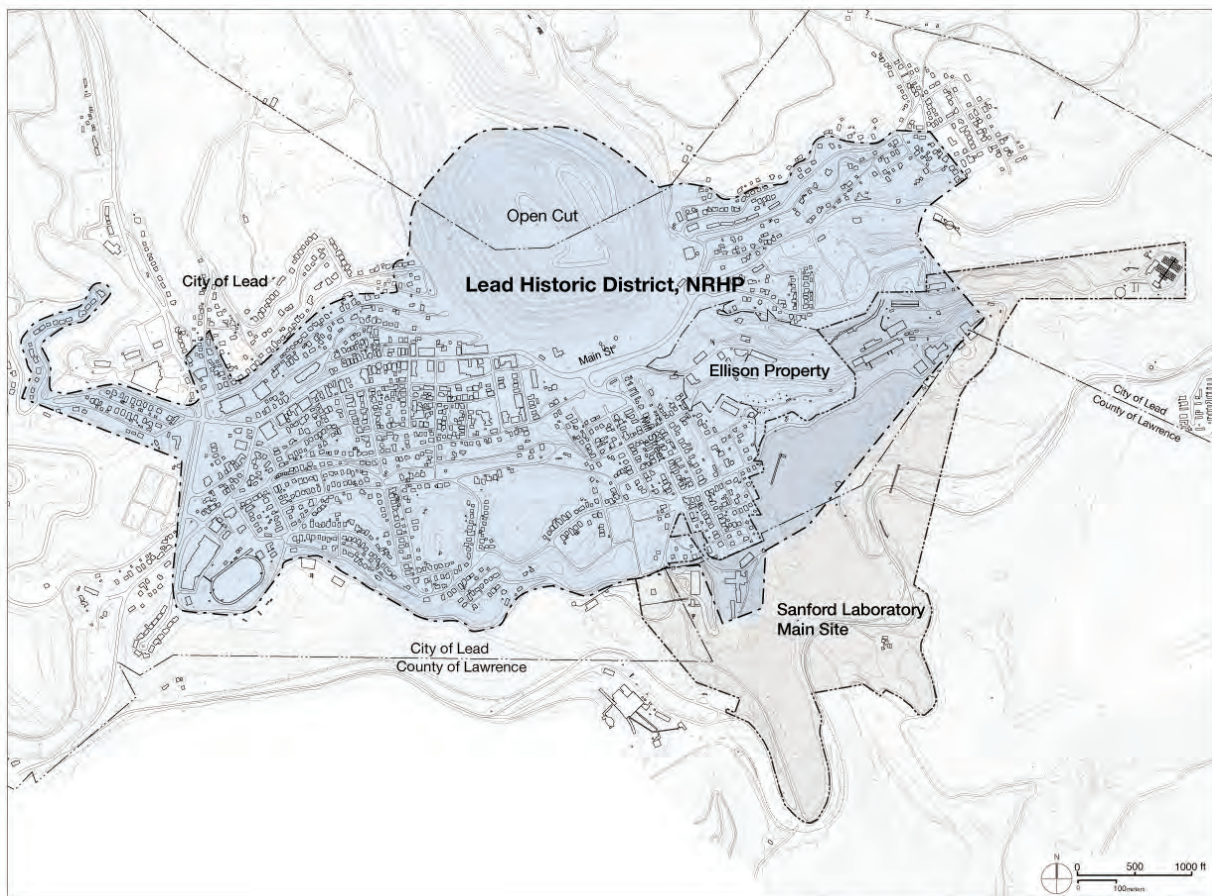 Open Cut
City of Lead
Lead Historic District, NRHP
Main St
Ellison Property
City of Lead
County of Lawrence
Sanford Laboratory
Main Site
City of Lead
County of Lawrence
N
0 500 1000 ft
0 100 meters